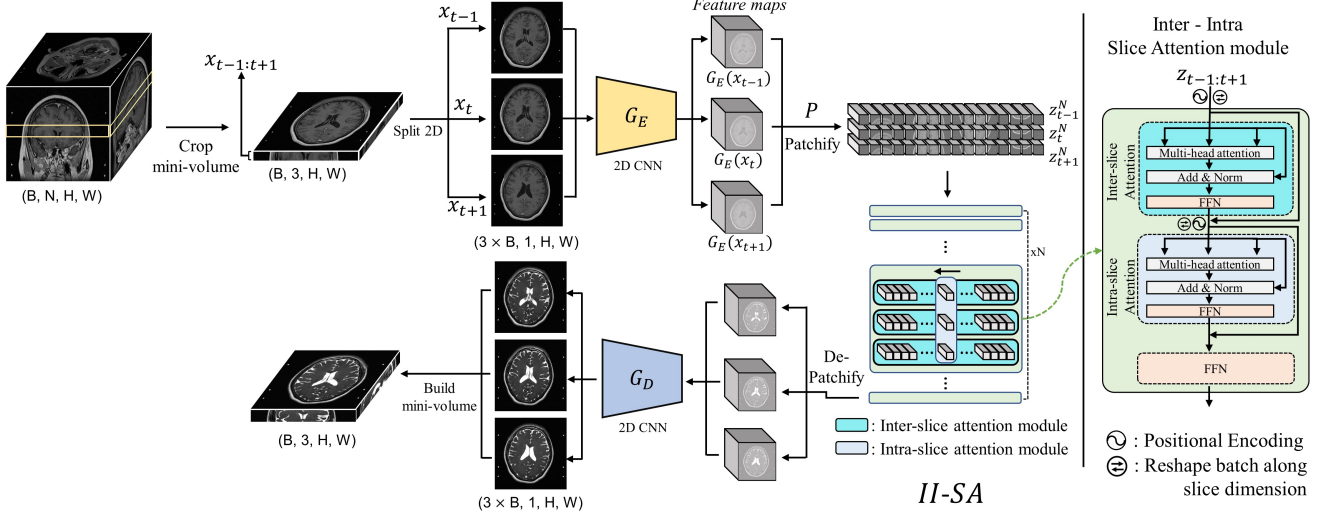 (B, N, H, W)
Crop
mini-volume
x_{t−1:t+1}
(B, 3, H, W)
Split 2D
x_{t−1}
x_t
x_{t+1}
(3 × B, 1, H, W)
G_E
2D CNN
Feature maps
G_E(x_{t−1})
G_E(x_t)
G_E(x_{t+1})
P
Patchify
z^N_{t−1}
z^N_t
z^N_{t+1}
xN
De-
Patchify
G_D
2D CNN
(3 × B, 1, H, W)
Build
mini-volume
(B, 3, H, W)
: Inter-slice attention module
: Intra-slice attention module
II-SA
Inter - Intra
Slice Attention module
z_{t−1:t+1}
Inter-slice
Attention
Multi-head attention
Add & Norm
FFN
Intra-slice
Attention
Multi-head attention
Add & Norm
FFN
FFN
: Positional Encoding
: Reshape batch along
slice dimension